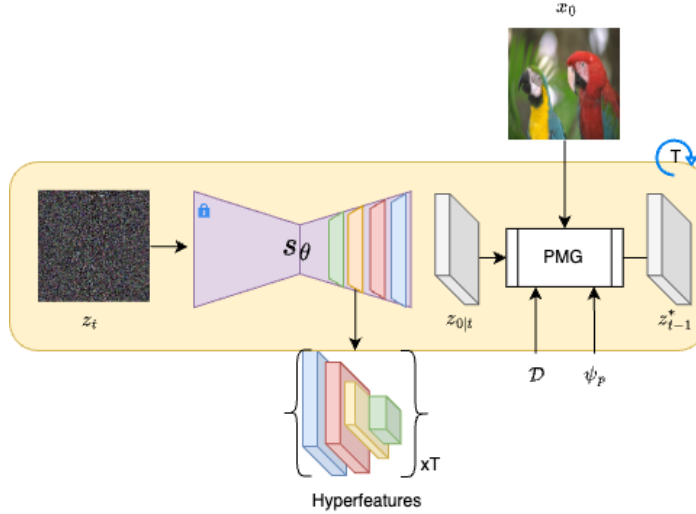 x₀
T
sθ
PMG
zₜ
z₀|ₜ
z*ₜ₋₁
𝒟
ψₚ
xT
Hyperfeatures